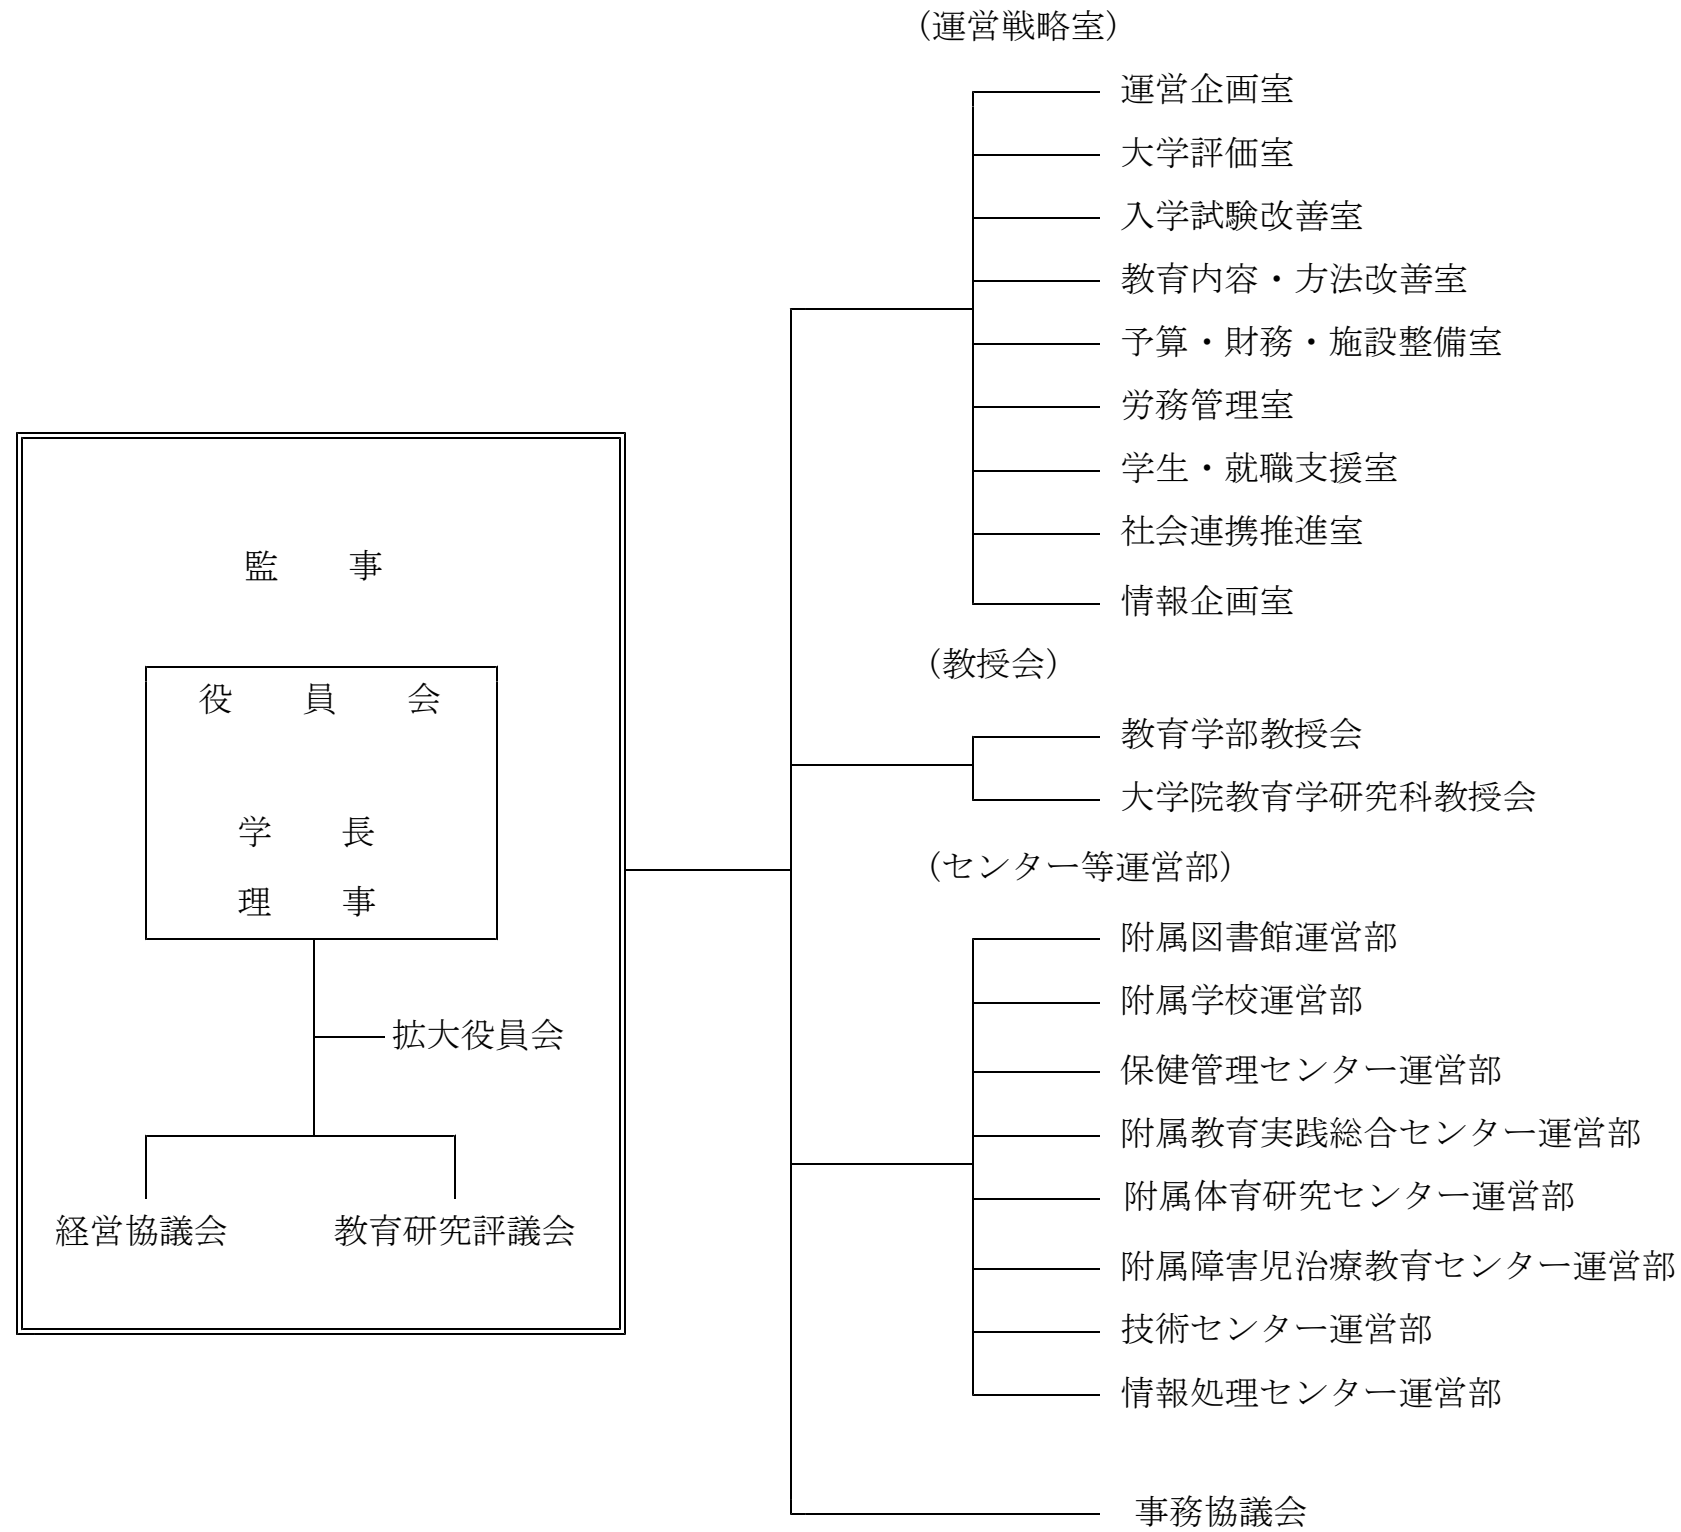 (運営戦略室)
運営企画室
大学評価室
入学試験改善室
教育内容・方法改善室
予算・財務・施設整備室
労務管理室
学生・就職支援室
社会連携推進室
情報企画室
(教授会)
教育学部教授会
大学院教育学研究科教授会
(センター等運営部)
附属図書館運営部
附属学校運営部
保健管理センター運営部
附属教育実践総合センター運営部
附属体育研究センター運営部
附属障害児治療教育センター運営部
技術センター運営部
情報処理センター運営部
事務協議会
監 事
役 員 会
学 長
理 事
拡大役員会
経営協議会
教育研究評議会